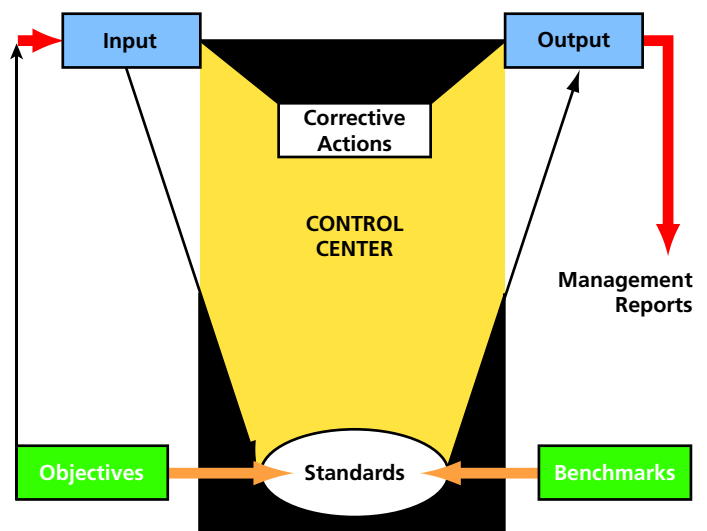 Input
Output
Corrective
Actions
CONTROL
CENTER
Management
Reports
Objectives
Standards
Benchmarks